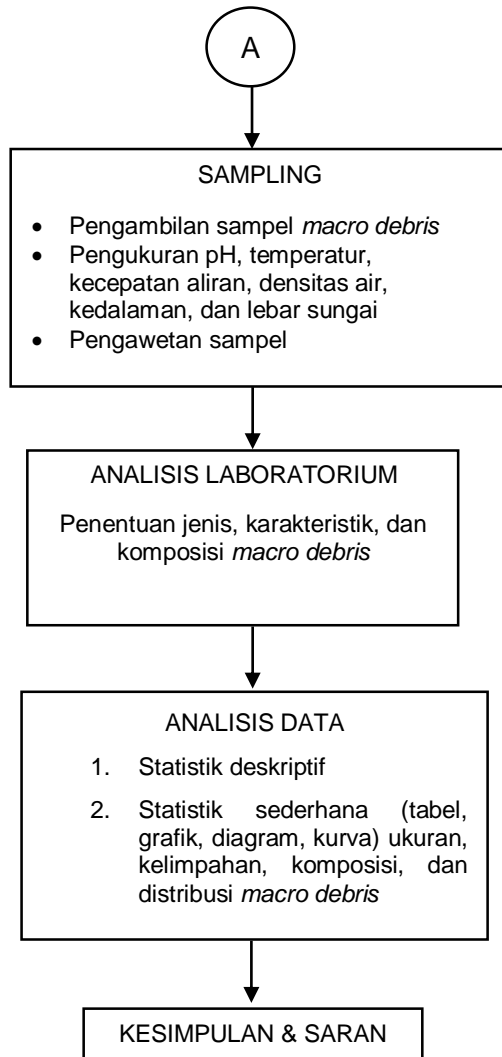 A
SAMPLING
• Pengambilan sampel macro debris
• Pengukuran pH, temperatur,
kecepatan aliran, densitas air,
kedalaman, dan lebar sungai
• Pengawetan sampel
ANALISIS LABORATORIUM
Penentuan jenis, karakteristik, dan
komposisi macro debris
ANALISIS DATA
1. Statistik deskriptif
2. Statistik sederhana (tabel,
grafik, diagram, kurva) ukuran,
kelimpahan, komposisi, dan
distribusi macro debris
KESIMPULAN & SARAN